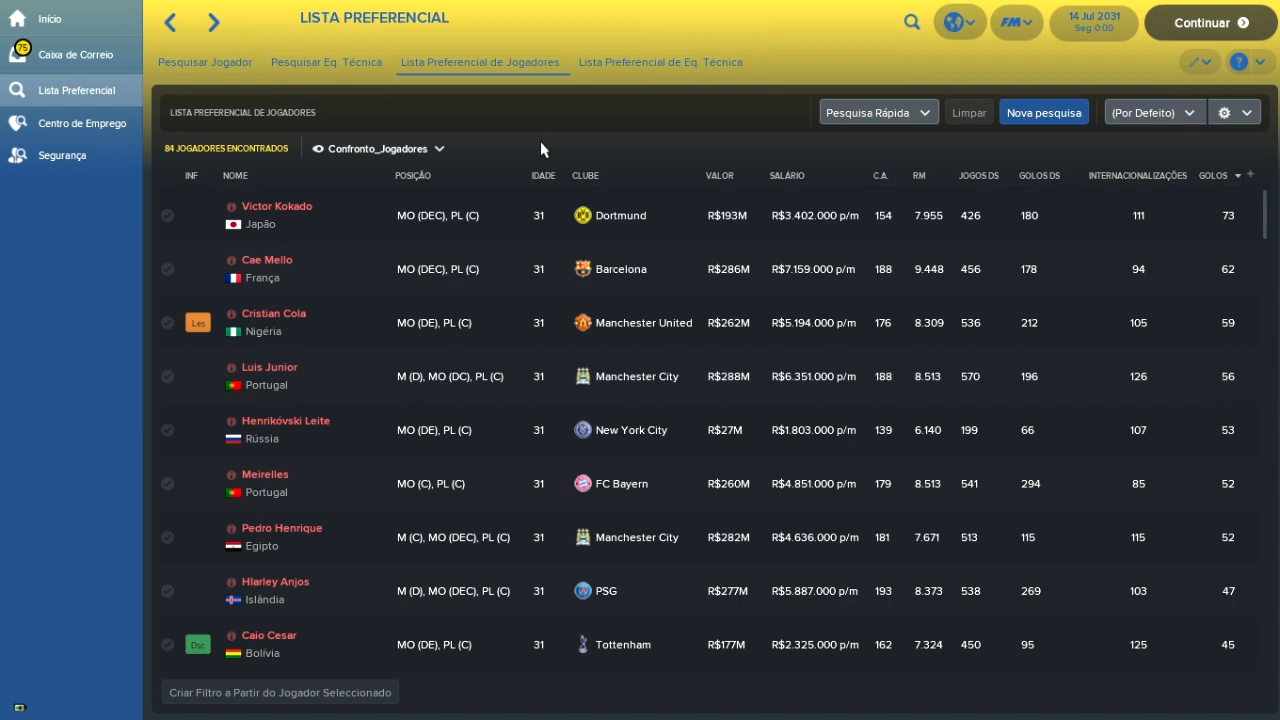 Início
75
Caixa de Correio
Lista Preferencial
Centro de Emprego
Segurança
LISTA PREFERENCIAL
FM
14 Jul 2031
Seg 0:00
Continuar
Pesquisar Jogador
Pesquisar Eq. Técnica
Lista Preferencial de Jogadores
Lista Preferencial de Eq. Técnica
?
LISTA PREFERENCIAL DE JOGADORES
Pesquisa Rápida
Limpar
Nova pesquisa
(Por Defeito)
84 JOGADORES ENCONTRADOS
Confronto_Jogadores
INF NOME POSIÇÃO IDADE CLUBE VALOR SALÁRIO C.A. RM JOGOS DS GOLOS DS INTERNACIONALIZAÇÕES GOLOS +
Victor Kokado
Japão
MO (DEC), PL (C) 31 Dortmund R$193M R$3.402.000 p/m 154 7.955 426 180 111 73
Cae Mello
França
MO (DEC), PL (C) 31 Barcelona R$286M R$7.159.000 p/m 188 9.448 456 178 94 62
Les
Cristian Cola
Nigéria
MO (DE), PL (C) 31 Manchester United R$262M R$5.194.000 p/m 176 8.309 536 212 105 59
Luis Junior
Portugal
M (D), MO (DC), PL (C) 31 Manchester City R$288M R$6.351.000 p/m 188 8.513 570 196 126 56
Henrikóvski Leite
Rússia
MO (DE), PL (C) 31 New York City R$27M R$1.803.000 p/m 139 6.140 199 66 107 53
Meirelles
Portugal
MO (C), PL (C) 31 FC Bayern R$260M R$4.851.000 p/m 179 8.513 541 294 85 52
Pedro Henrique
Egipto
M (C), MO (DEC), PL (C) 31 Manchester City R$282M R$4.636.000 p/m 181 7.671 513 115 115 52
Hlarley Anjos
Islândia
M (D), MO (DEC), PL (C) 31 PSG R$277M R$5.887.000 p/m 193 8.373 538 269 103 47
Dsc
Caio Cesar
Bolívia
MO (DE), PL (C) 31 Tottenham R$177M R$2.325.000 p/m 162 7.324 450 95 125 45
Criar Filtro a Partir do Jogador Seleccionado